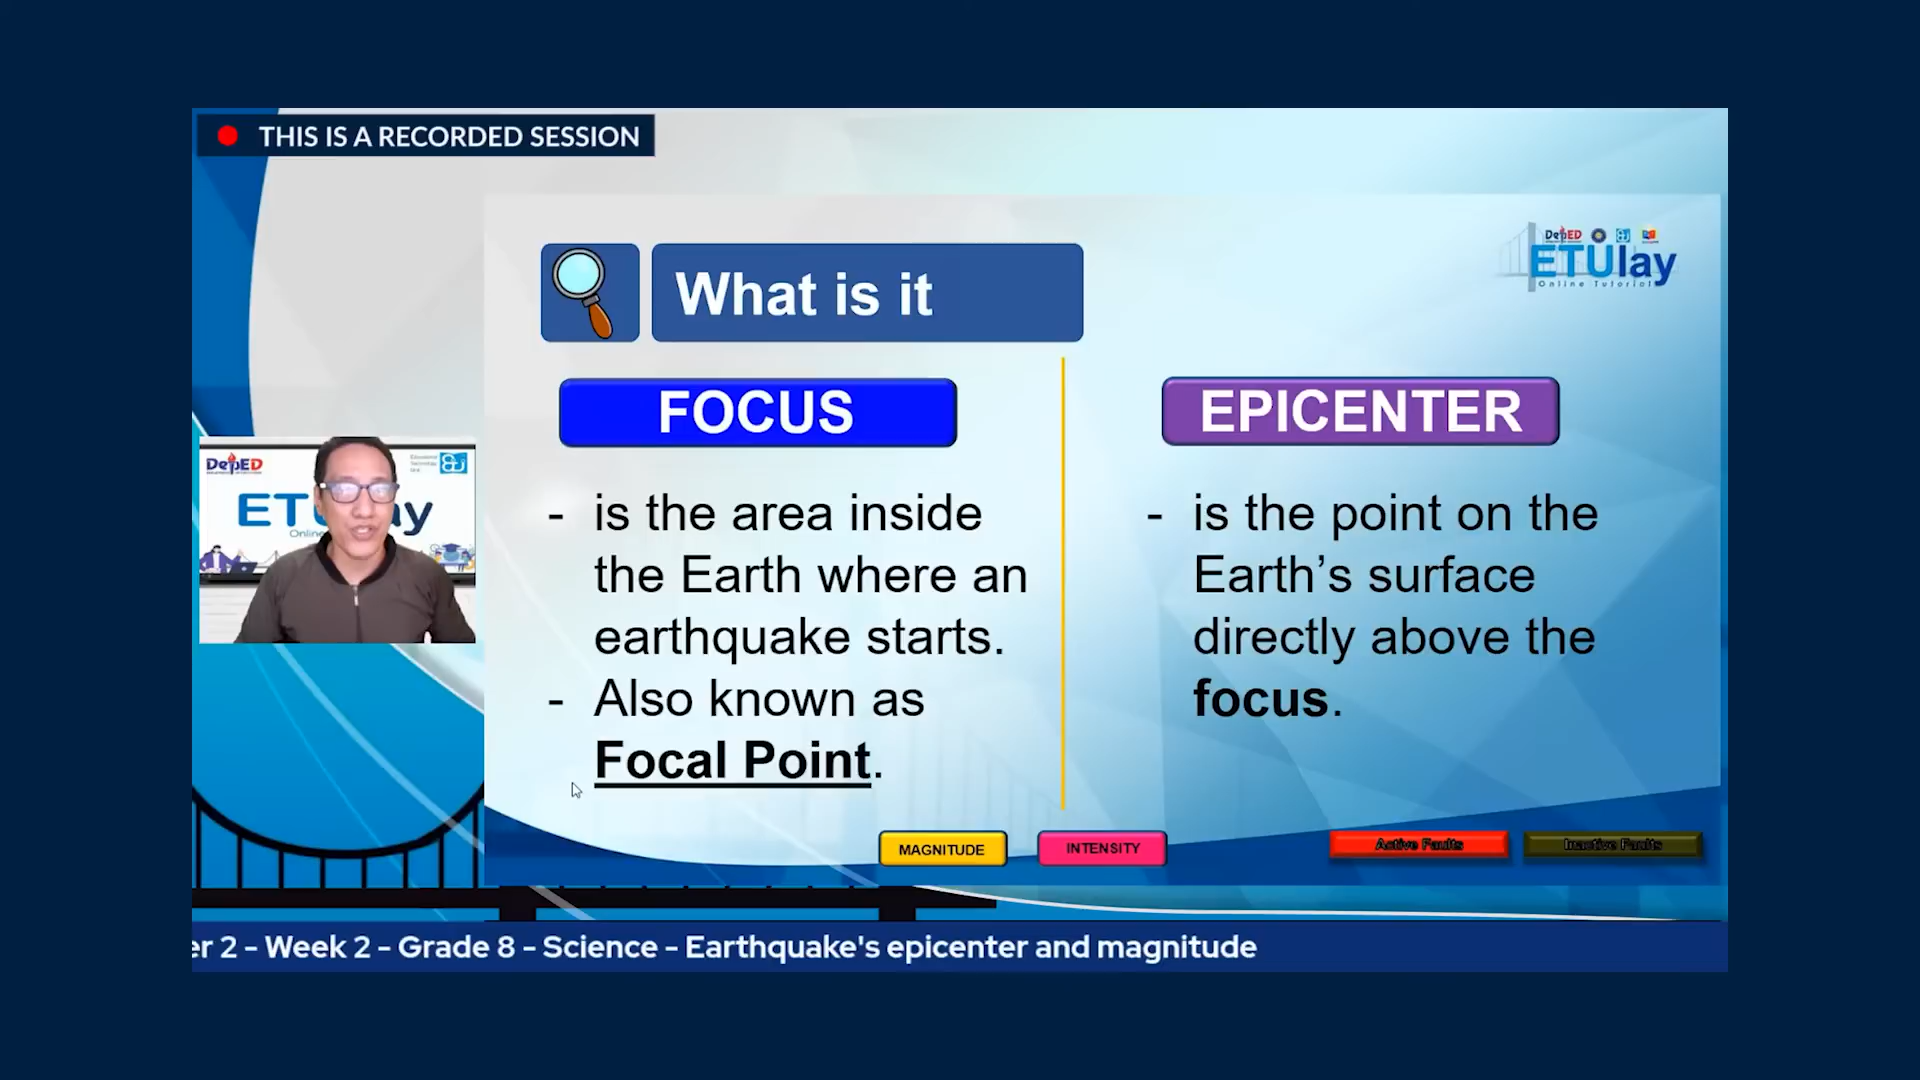 THIS IS A RECORDED SESSION
DepED
ETUlay
Online Tutorial
What is it
FOCUS
EPICENTER
- is the area inside
the Earth where an
earthquake starts.
- Also known as
Focal Point.
- is the point on the
Earth’s surface
directly above the
focus.
DepED
ETU ay
MAGNITUDE
INTENSITY
Active Faults
Inactive Faults
er 2 - Week 2 - Grade 8 - Science - Earthquake's epicenter and magnitude